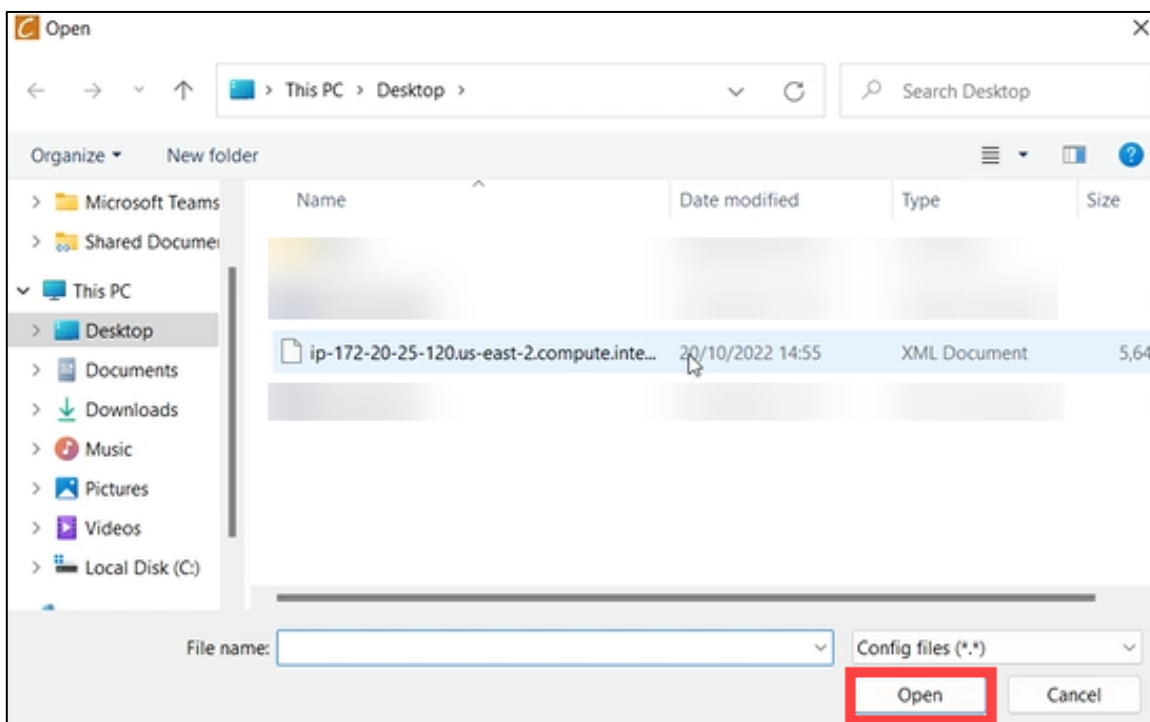 Open
This PC > Desktop >
Search Desktop
Organize
New folder
Name
Date modified
Type
Size
Microsoft Teams
Shared Docume
This PC
Desktop
Documents
Downloads
Music
Pictures
Videos
Local Disk (C:)
ip-172-20-25-120.us-east-2.compute.inte... 20/10/2022 14:55 XML Document 5,64
File name:
Config files (*.*)
Open
Cancel